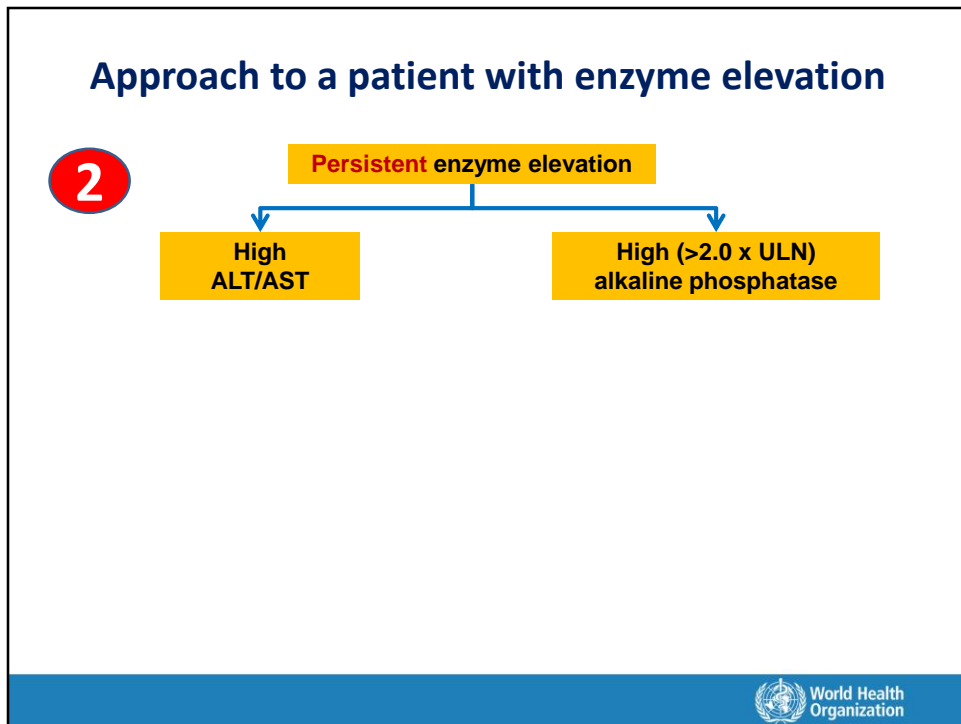 Approach to a patient with enzyme elevation
2
Persistent enzyme elevation
High
ALT/AST
High (>2.0 x ULN)
alkaline phosphatase
World Health
Organization